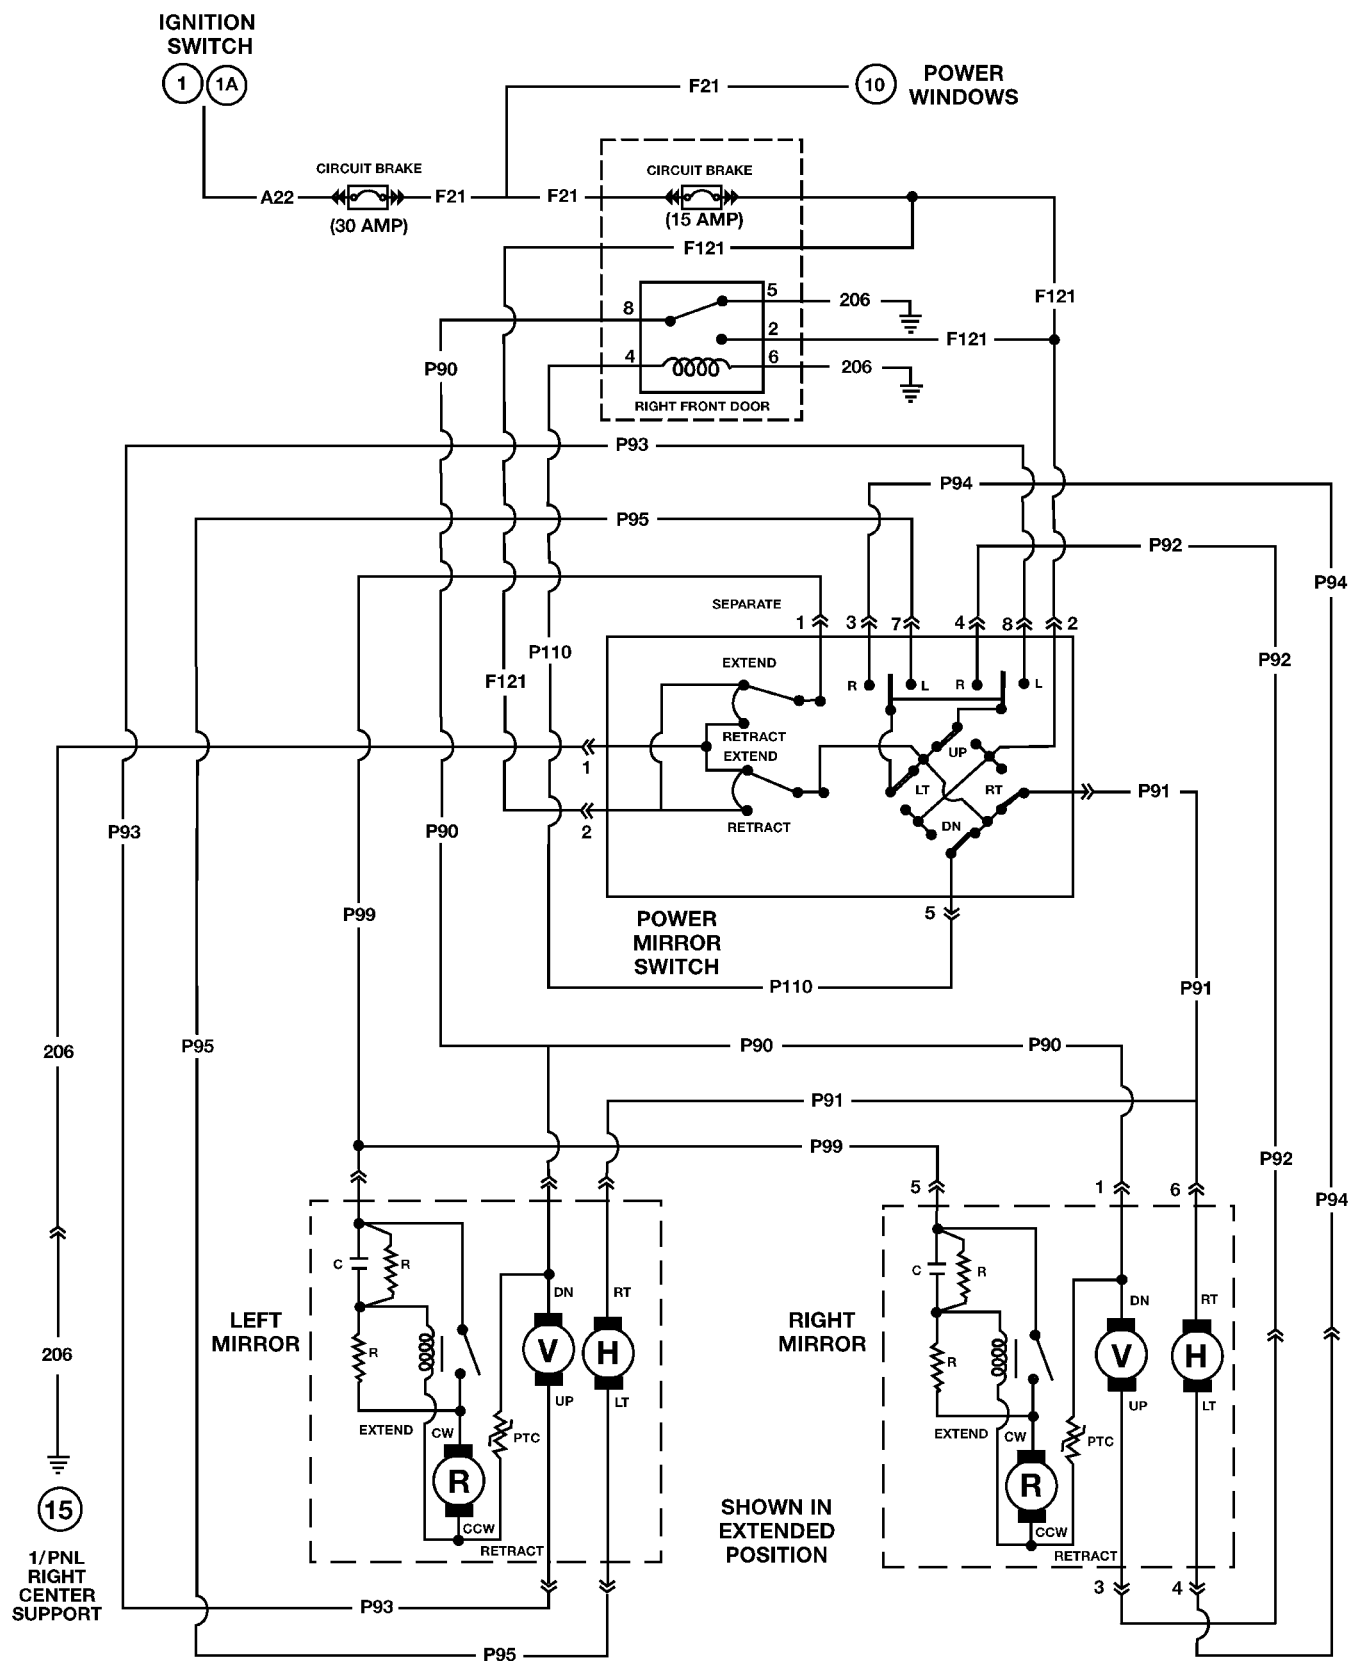 IGNITION
SWITCH
1 1A
F21
10
POWER
WINDOWS
CIRCUIT BRAKE
CIRCUIT BRAKE
A22
F21
F21
(30 AMP)
(15 AMP)
F121
5
206
F121
8
2
F121
4
6
206
P90
RIGHT FRONT DOOR
P93
P94
P95
P92
P94
SEPARATE
1
3
7
4
8
2
P110
P92
EXTEND
F121
R
L
R
L
RETRACT
EXTEND
UP
1
LT
RT
P91
P93
P90
2
RETRACT
DN
P99
5
POWER
MIRROR
SWITCH
P110
P91
206
P95
P90
P90
P91
P99
P92
5
1
6
P94
C
R
DN
RT
C
R
DN
RT
LEFT
MIRROR
RIGHT
MIRROR
206
R
V
H
R
V
H
UP
LT
UP
LT
EXTEND
CW
PTC
EXTEND
CW
PTC
R
R
15
SHOWN IN
EXTENDED
POSITION
CCW
CCW
RETRACT
RETRACT
1/PNL
RIGHT
CENTER
SUPPORT
3
4
P93
P95